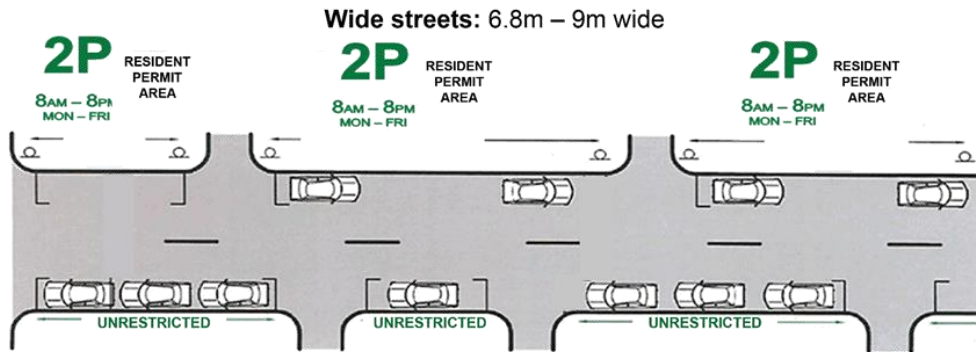 Wide streets: 6.8m – 9m wide
2P
RESIDENT
PERMIT
AREA
8AM – 8PM
MON – FRI
2P
RESIDENT
PERMIT
AREA
8AM – 8PM
MON – FRI
2P
RESIDENT
PERMIT
AREA
8AM – 8PM
MON – FRI
UNRESTRICTED
UNRESTRICTED
UNRESTRICTED